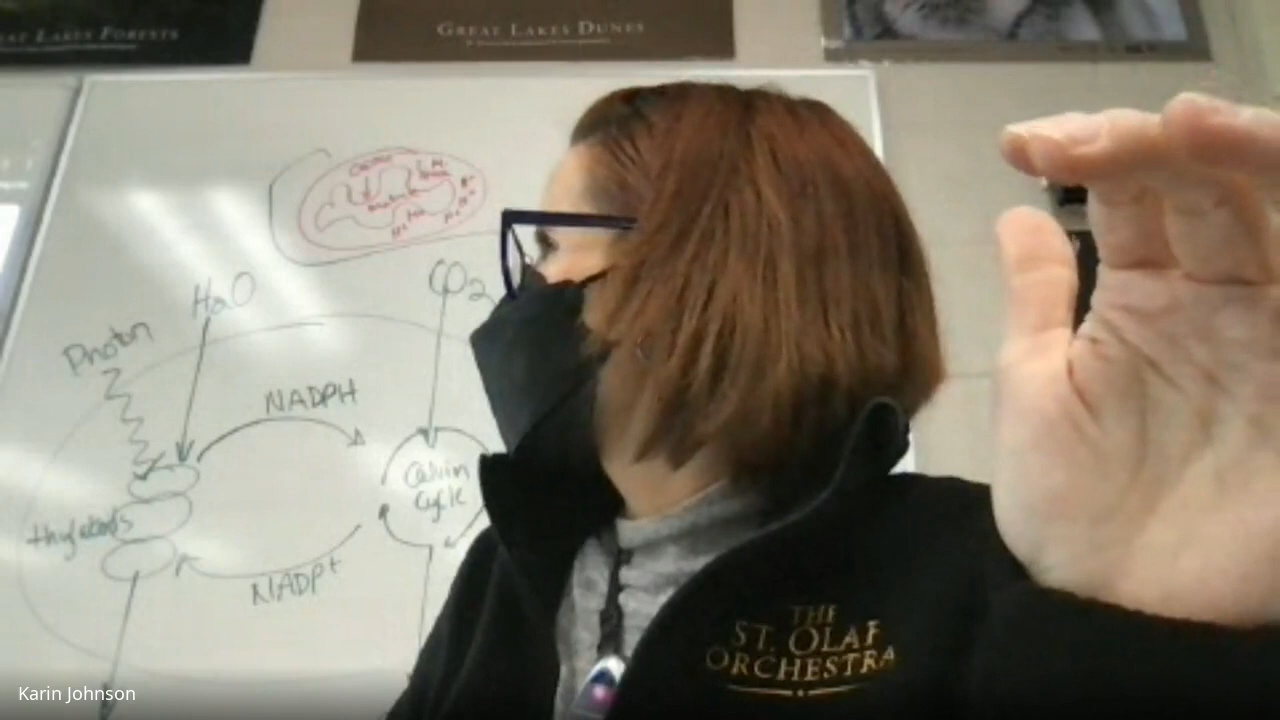 GREAT LAKES FORESTS
GREAT LAKES DUNES
H2O
CO2
Photon
NADPH
Calvin
Cycle
thylakoids
NADP+
THE
ST. OLAF
ORCHESTRA
Karin Johnson